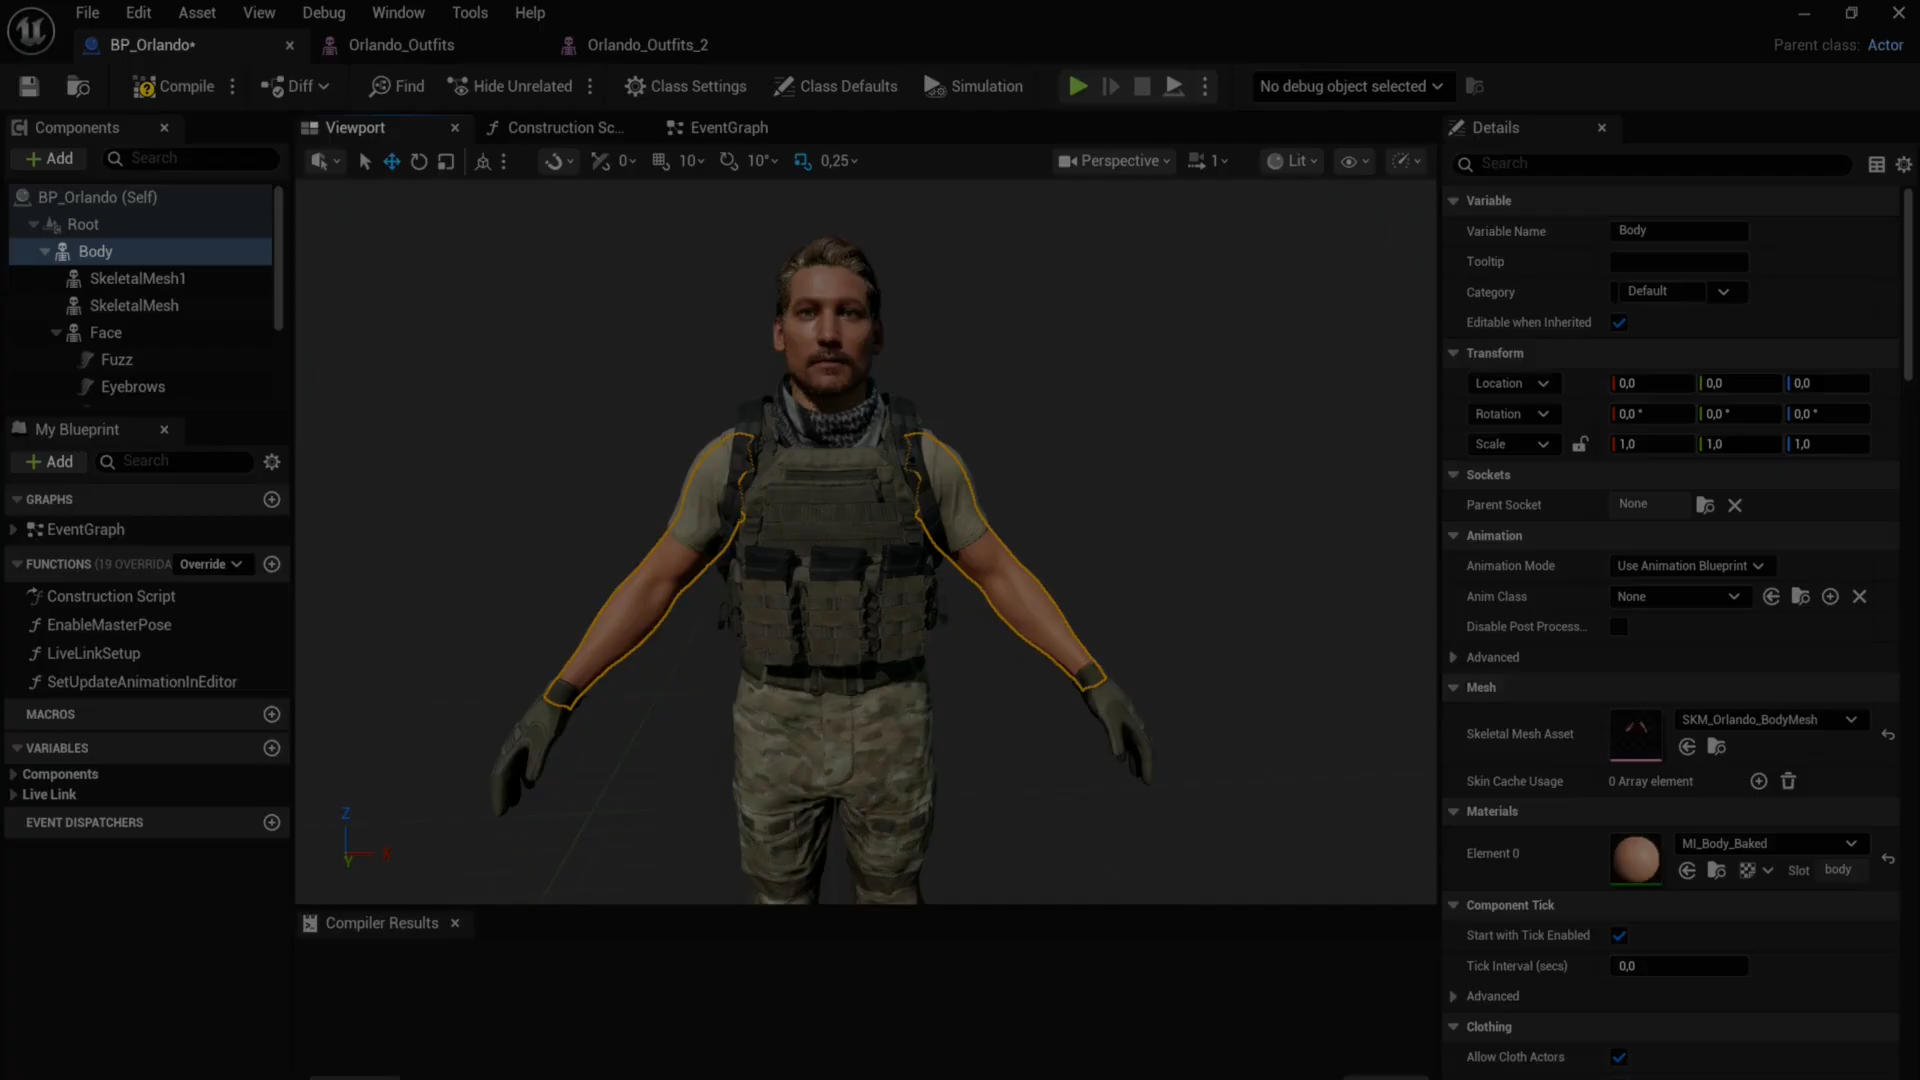 File Edit Asset View Debug Window Tools Help
BP_Orlando* Orlando_Outfits Orlando_Outfits_2 Parent class: Actor
Compile Diff Find Hide Unrelated Class Settings Class Defaults Simulation No debug object selected
Components
Add Search
BP_Orlando (Self)
Root
Body
SkeletalMesh1
SkeletalMesh
Face
Fuzz
Eyebrows
My Blueprint
Add Search
GRAPHS
EventGraph
FUNCTIONS (19 OVERRIDA Override
Construction Script
EnableMasterPose
LiveLinkSetup
SetUpdateAnimationInEditor
MACROS
VARIABLES
Components
Live Link
EVENT DISPATCHERS
Viewport Construction Sc... EventGraph
0 10 10° 0,25 Perspective 1 Lit
Z
Y X
Compiler Results
Details
Search
Variable
Variable Name Body
Tooltip
Category Default
Editable when Inherited
Transform
Location 0,0 0,0 0,0
Rotation 0,0 ° 0,0 ° 0,0 °
Scale 1,0 1,0 1,0
Sockets
Parent Socket None
Animation
Animation Mode Use Animation Blueprint
Anim Class None
Disable Post Process...
Advanced
Mesh
Skeletal Mesh Asset SKM_Orlando_BodyMesh
Skin Cache Usage 0 Array element
Materials
Element 0 MI_Body_Baked
Slot body
Component Tick
Start with Tick Enabled
Tick Interval (secs) 0,0
Advanced
Clothing
Allow Cloth Actors